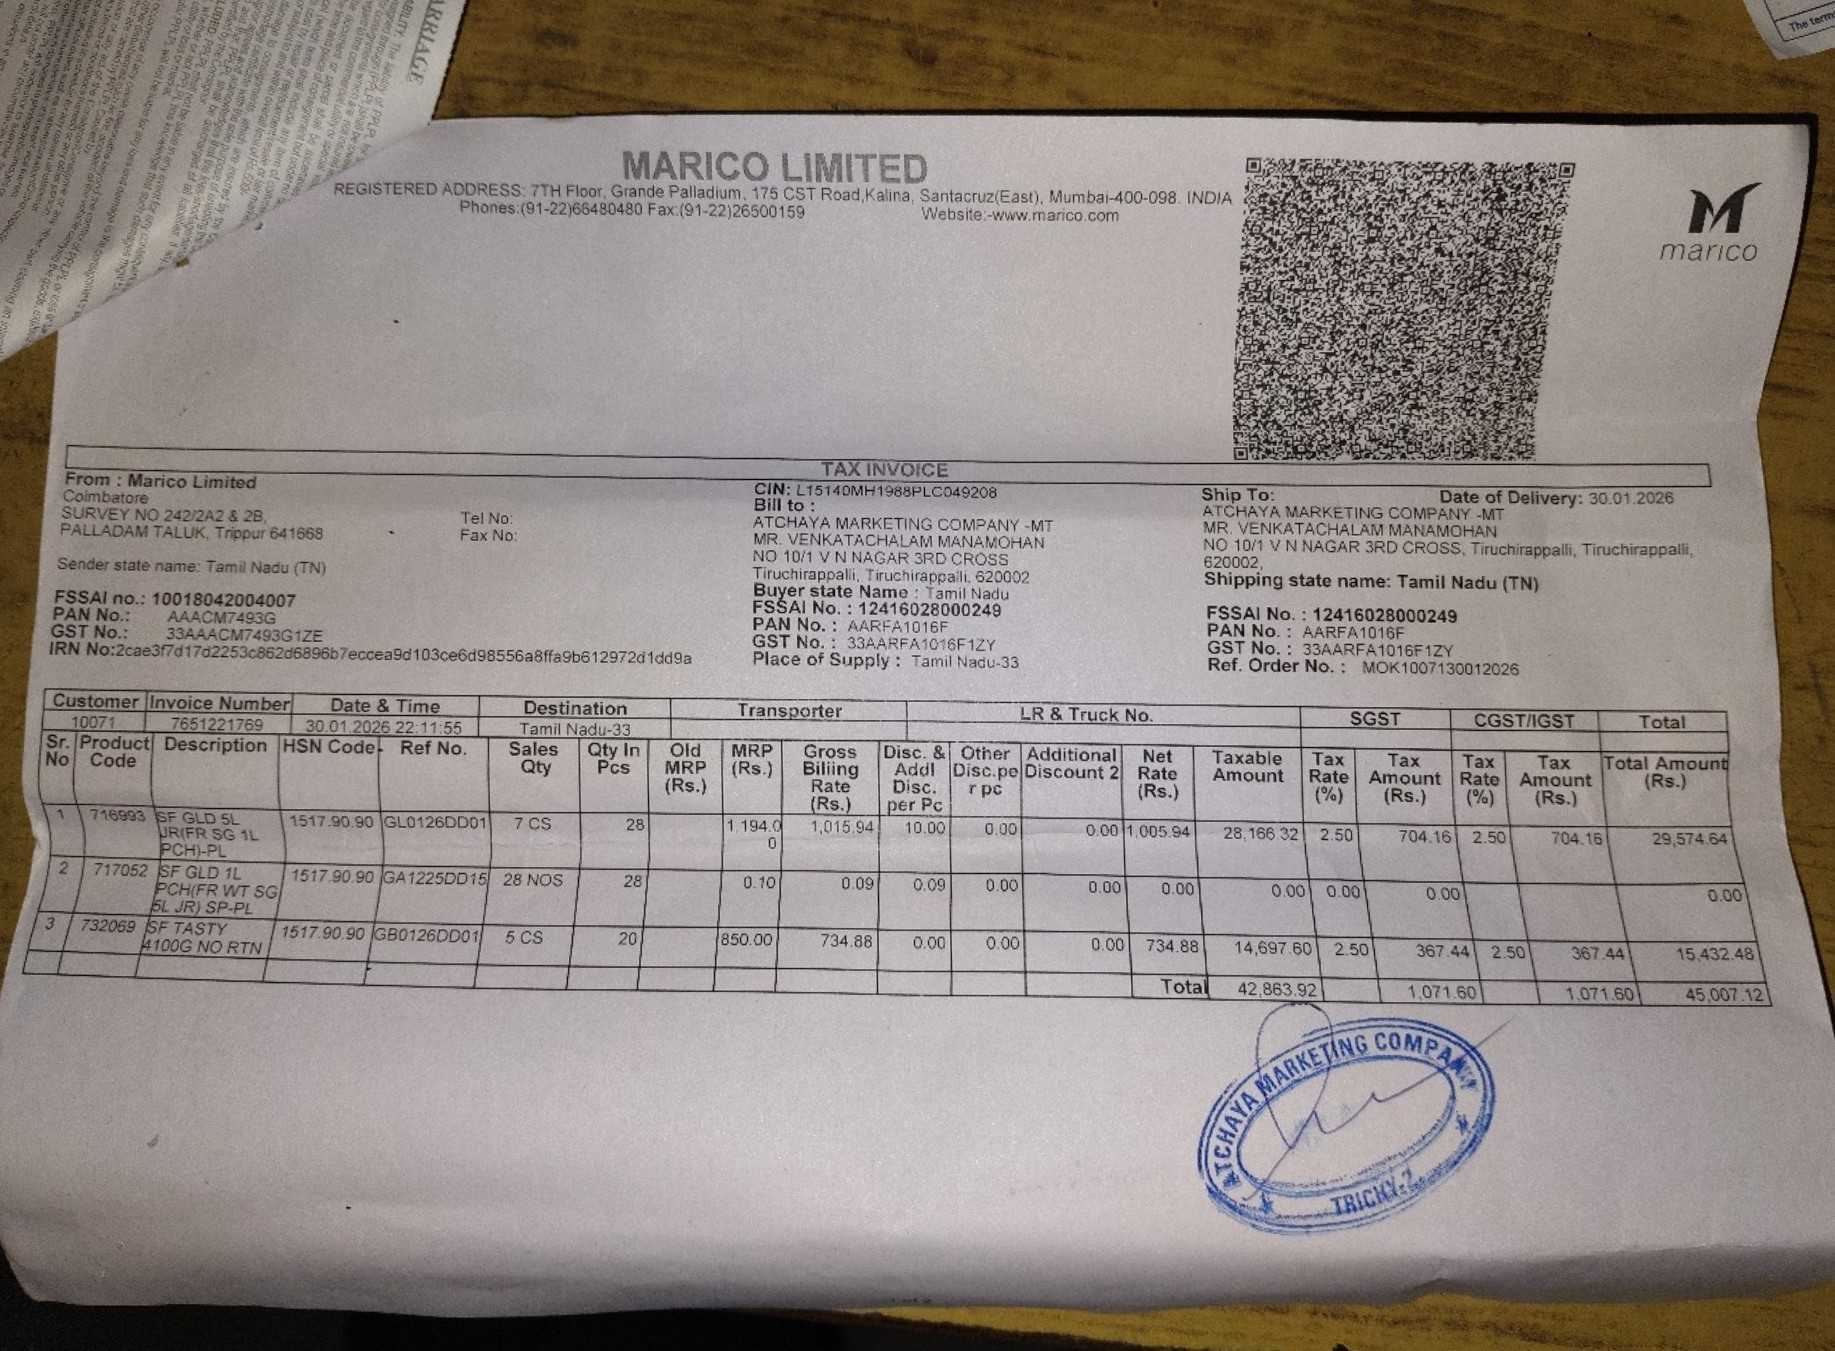 ARRIAGE
The term
MARICO LIMITED
REGISTERED ADDRESS: 7TH Floor, Grande Palladium, 175 CST Road,Kalina, Santacruz(East), Mumbai-400-098. INDIA
Phones:(91-22)66480480 Fax:(91-22)26500159 Website:-www.marico.com
marico
TAX INVOICE
From : Marico Limited
Coimbatore
SURVEY NO 242/2A2 & 2B,
PALLADAM TALUK, Trippur 641668
Tel No:
Fax No:
Sender state name: Tamil Nadu (TN)
FSSAI no.: 10018042004007
PAN No.: AAACM7493G
GST No.: 33AAACM7493G1ZE
IRN No:2cae3f7d17d2253c862d6896b7eccea9d103ce6d98556a8ffa9b612972d1dd9a
CIN: L15140MH1988PLC049208
Bill to :
ATCHAYA MARKETING COMPANY -MT
MR. VENKATACHALAM MANAMOHAN
NO 10/1 V N NAGAR 3RD CROSS
Tiruchirappalli, Tiruchirappalli, 620002
Buyer state Name : Tamil Nadu
FSSAI No. : 12416028000249
PAN No. : AARFA1016F
GST No. : 33AARFA1016F1ZY
Place of Supply : Tamil Nadu-33
Ship To: Date of Delivery: 30.01.2026
ATCHAYA MARKETING COMPANY -MT
MR. VENKATACHALAM MANAMOHAN
NO 10/1 V N NAGAR 3RD CROSS, Tiruchirappalli, Tiruchirappalli,
620002,
Shipping state name: Tamil Nadu (TN)
FSSAI No. : 12416028000249
PAN No. : AARFA1016F
GST No. : 33AARFA1016F1ZY
Ref. Order No. : MOK1007130012026
Customer Invoice Number Date & Time Destination Transporter LR & Truck No. SGST CGST/IGST Total
10071 7651221769 30.01.2026 22:11:55 Tamil Nadu-33
Sr. No Product Code Description HSN Code Ref No. Sales Qty Qty In Pcs Old MRP (Rs.) MRP (Rs.) Gross Biliing Rate (Rs.) Disc. & Addl Disc. per Pc Other Disc.pe r pc Additional Discount 2 Net Rate (Rs.) Taxable Amount Tax Rate (%) Tax Amount (Rs.) Tax Rate (%) Tax Amount (Rs.) Total Amount (Rs.)
1 716993 SF GLD 5L JR(FR SG 1L PCH)-PL 1517.90.90 GL0126DD01 7 CS 28 1,194.00 1,015.94 10.00 0.00 0.00 1,005.94 28,166.32 2.50 704.16 2.50 704.16 29,574.64
2 717052 SF GLD 1L PCH(FR WT SG 5L JR) SP-PL 1517.90.90 GA1225DD15 28 NOS 28 0.10 0.09 0.09 0.00 0.00 0.00 0.00 0.00 0.00 0.00
3 732069 SF TASTY 4100G NO RTN 1517.90.90 GB0126DD01 5 CS 20 850.00 734.88 0.00 0.00 0.00 734.88 14,697.60 2.50 367.44 2.50 367.44 15,432.48
Total 42,863.92 1,071.60 1,071.60 45,007.12
ATCHAYA MARKETING COMPANY
TRICHY-2